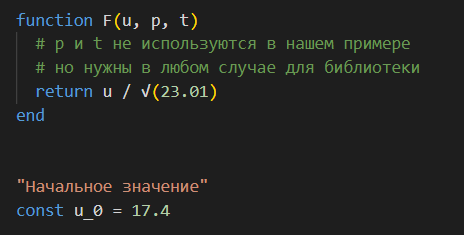 function F(u, p, t)
  # p и t не используются в нашем примере
  # но нужны в любом случае для библиотеки
  return u / √(23.01)
end
"Начальное значение"
const u_0 = 17.4